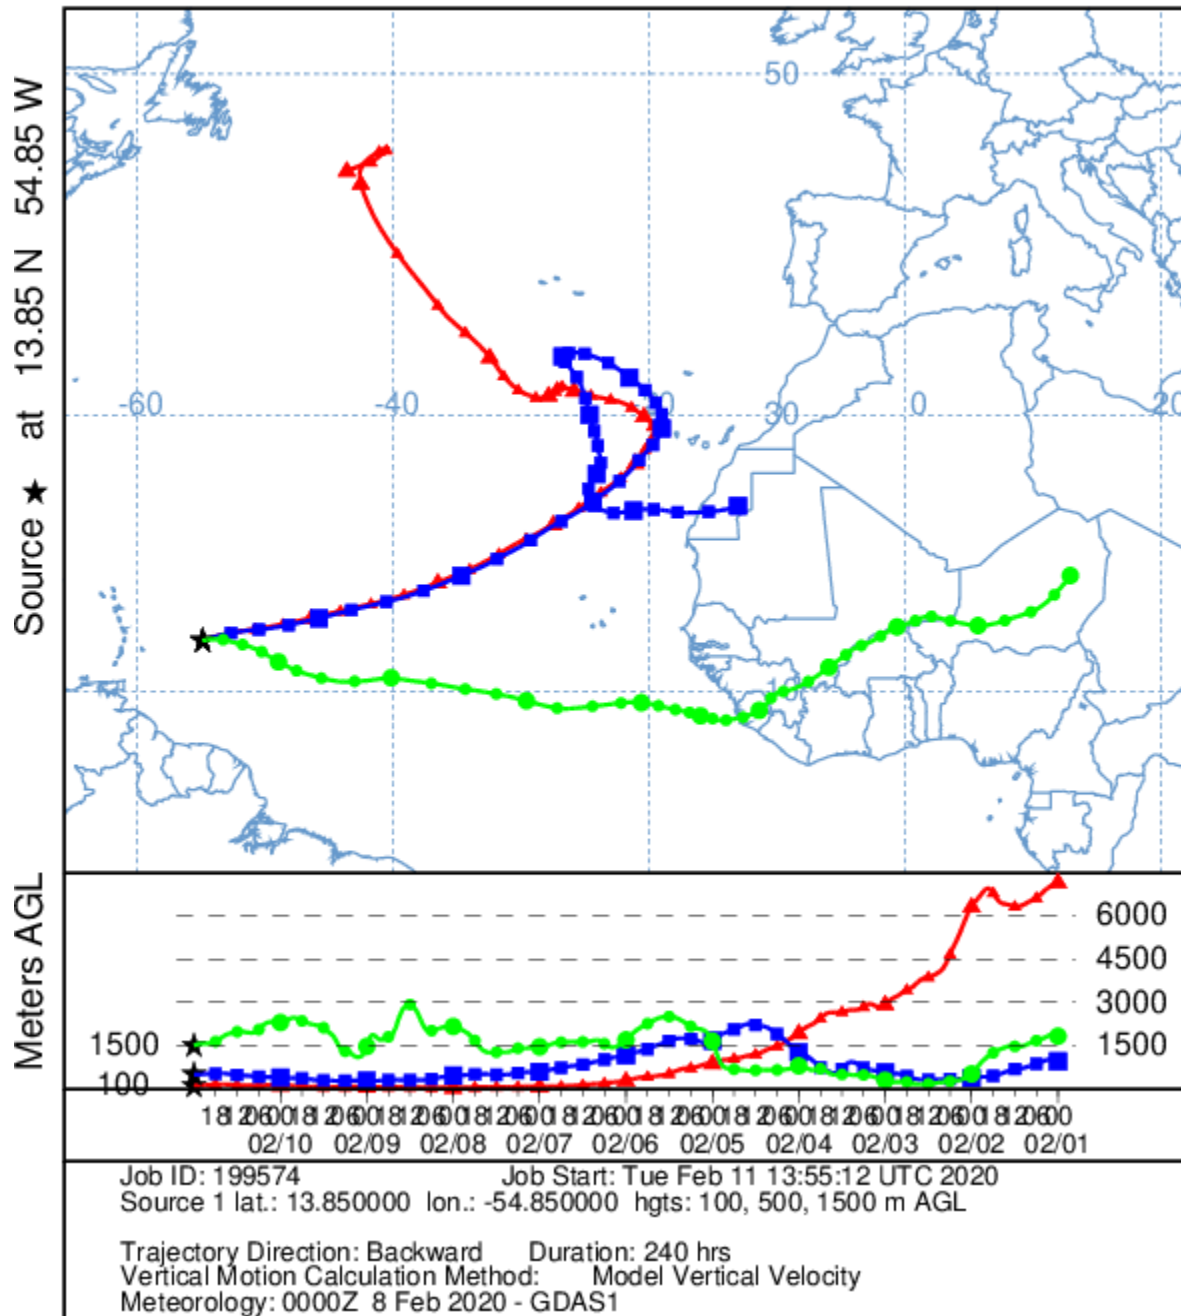 Source ★ at 13.85 N 54.85 W
50
-60
-40
30
0
20
10
Meters AGL
6000
4500
3000
1500
1500
100
02/10 02/09 02/08 02/07 02/06 02/05 02/04 02/03 02/02 02/01
Job ID: 199574 Job Start: Tue Feb 11 13:55:12 UTC 2020
Source 1 lat.: 13.850000 lon.: -54.850000 hgts: 100, 500, 1500 m AGL
Trajectory Direction: Backward Duration: 240 hrs
Vertical Motion Calculation Method: Model Vertical Velocity
Meteorology: 0000Z 8 Feb 2020 - GDAS1